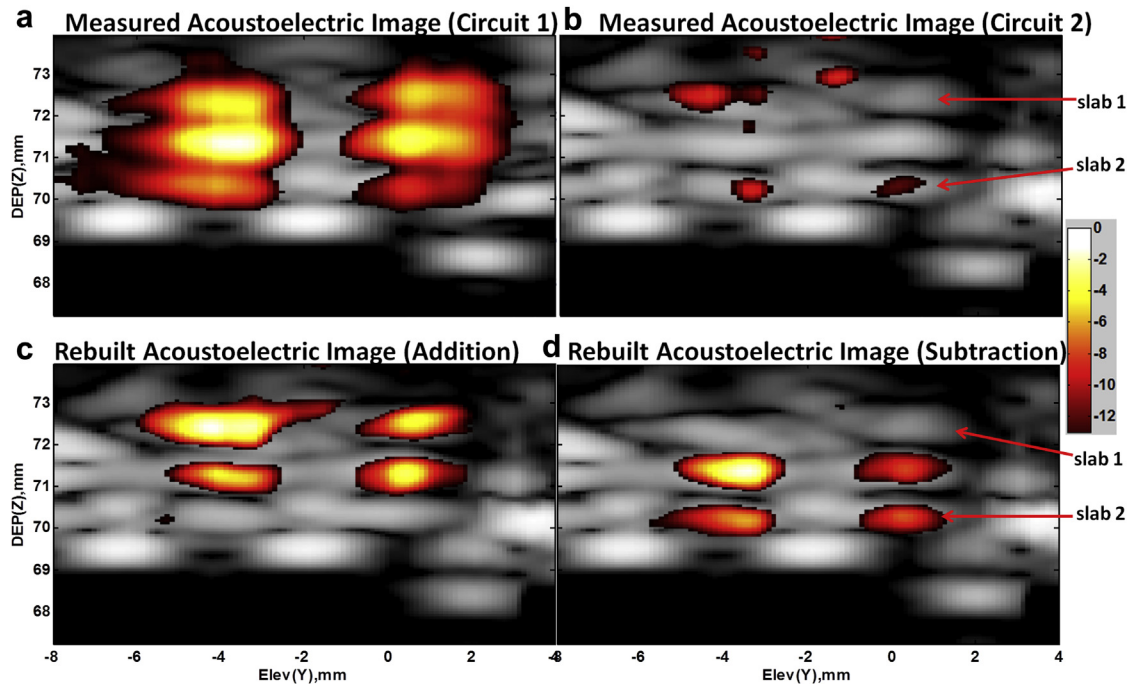 a Measured Acoustoelectric Image (Circuit 1)
b Measured Acoustoelectric Image (Circuit 2)
DEP(Z),mm
73
72
71
70
69
68
slab 1
slab 2
0
-2
-4
-6
-8
-10
-12
c Rebuilt Acoustoelectric Image (Addition)
d Rebuilt Acoustoelectric Image (Subtraction)
DEP(Z),mm
73
72
71
70
69
68
slab 1
slab 2
-8 -6 -4 -2 0 2 -8 -6 -4 -2 0 2 4
Elev(Y),mm
Elev(Y),mm